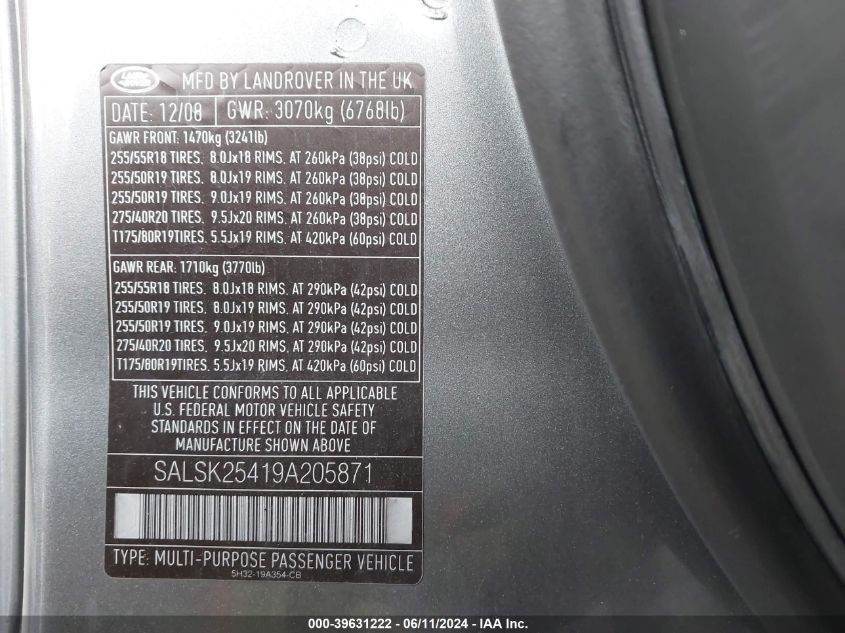 LAND ROVER MFD BY LANDROVER IN THE UK
DATE: 12/08 GWR: 3070kg (6768lb)
GAWR FRONT: 1470kg (3241lb)
255/55R18 TIRES. 8.0Jx18 RIMS. AT 260kPa (38psi) COLD
255/50R19 TIRES. 8.0Jx19 RIMS. AT 260kPa (38psi) COLD
255/50R19 TIRES. 9.0Jx19 RIMS. AT 260kPa (38psi) COLD
275/40R20 TIRES. 9.5Jx20 RIMS. AT 260kPa (38psi) COLD
T175/80R19TIRES. 5.5Jx19 RIMS. AT 420kPa (60psi) COLD
GAWR REAR: 1710kg (3770lb)
255/55R18 TIRES. 8.0Jx18 RIMS. AT 290kPa (42psi) COLD
255/50R19 TIRES. 8.0Jx19 RIMS. AT 290kPa (42psi) COLD
255/50R19 TIRES. 9.0Jx19 RIMS. AT 290kPa (42psi) COLD
275/40R20 TIRES. 9.5Jx20 RIMS. AT 290kPa (42psi) COLD
T175/80R19TIRES. 5.5Jx19 RIMS. AT 420kPa (60psi) COLD
THIS VEHICLE CONFORMS TO ALL APPLICABLE
U.S. FEDERAL MOTOR VEHICLE SAFETY
STANDARDS IN EFFECT ON THE DATE OF
MANUFACTURE SHOWN ABOVE
SALSK25419A205871
TYPE: MULTI-PURPOSE PASSENGER VEHICLE
5H32-19A354-CB
000-39631222 - 06/11/2024 - IAA Inc.